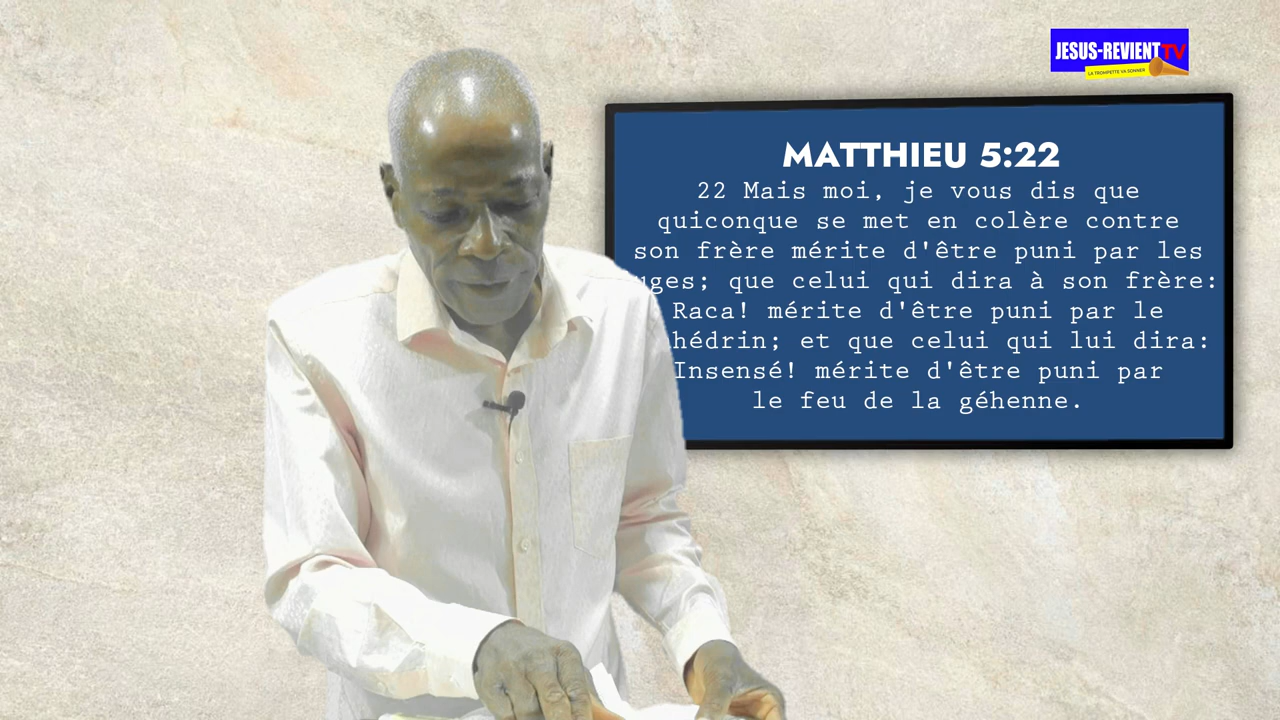 JESUS-REVIENT TV
LA TROMPETTE VA SONNER
MATTHIEU 5:22
22 Mais moi, je vous dis que
quiconque se met en colère contre
son frère mérite d'être puni par les
que celui qui dira à son frère:
Raca! mérite d'être puni par le
et que celui qui lui dira:
Insensé! mérite d'être puni par
le feu de la géhenne.